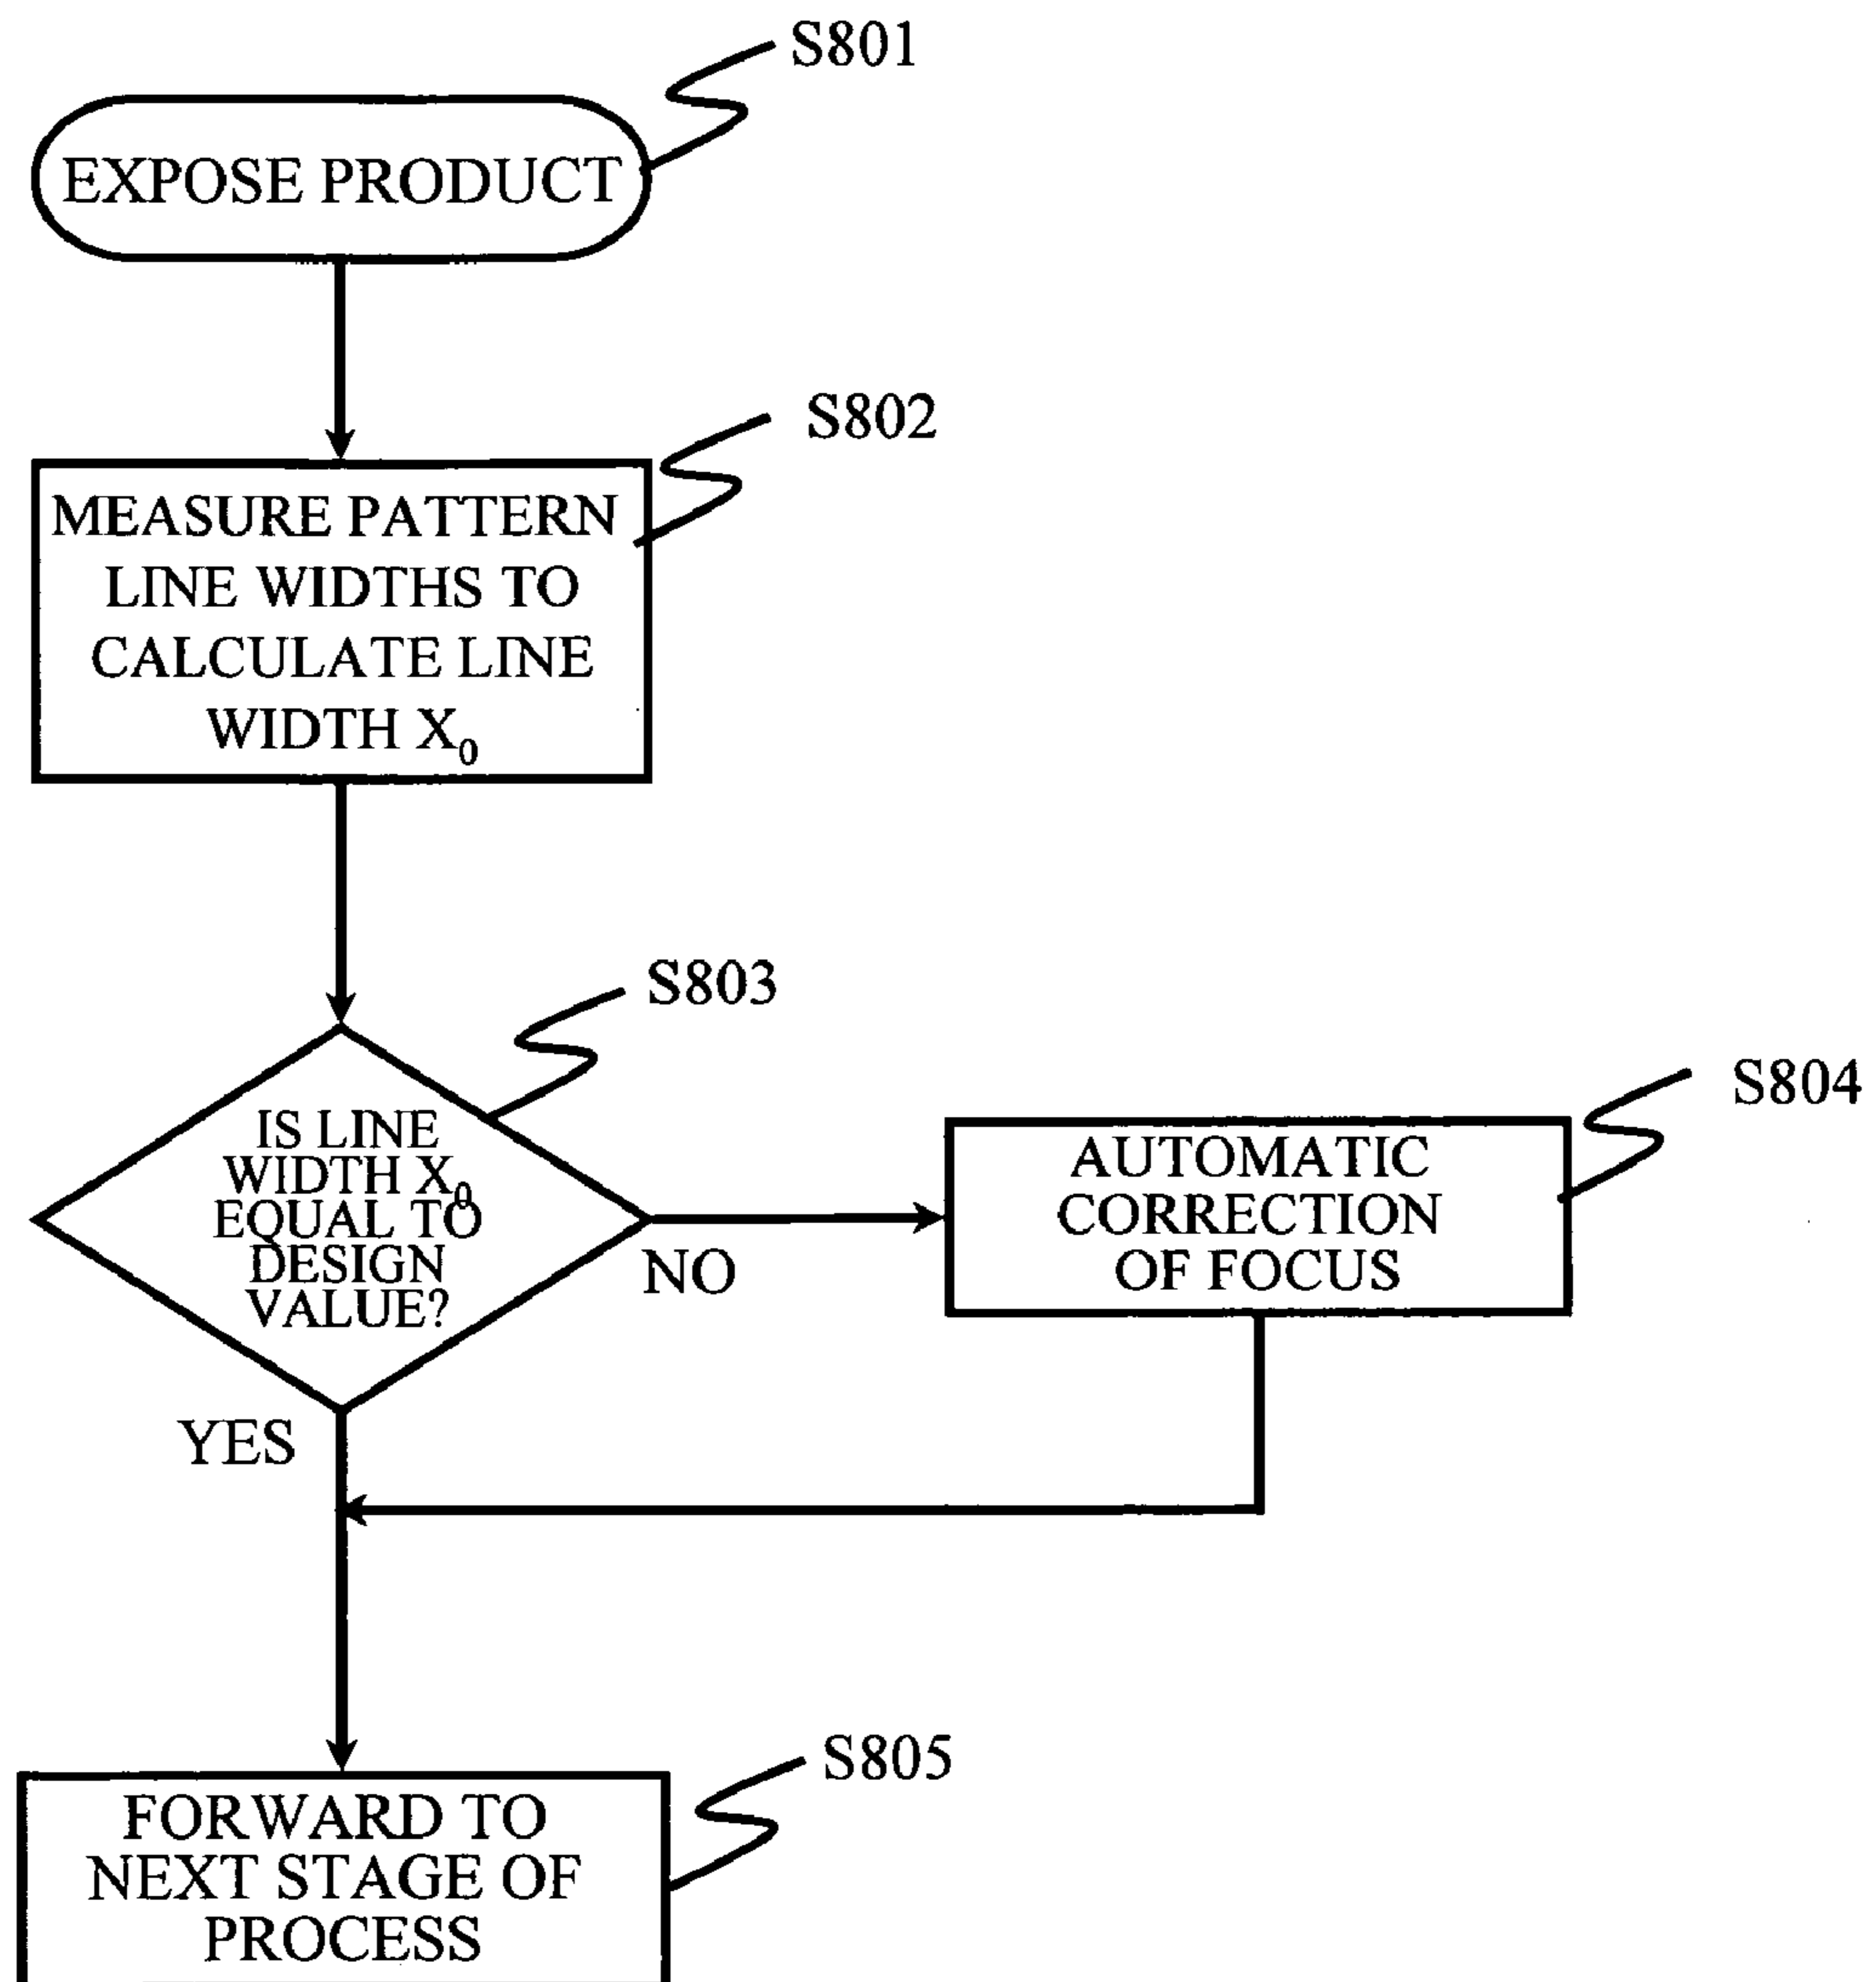 S801
EXPOSE PRODUCT
S802
MEASURE PATTERN
LINE WIDTHS TO
CALCULATE LINE
WIDTH X₀
S803
IS LINE
WIDTH X₀
EQUAL TO
DESIGN
VALUE?
NO
S804
AUTOMATIC
CORRECTION
OF FOCUS
YES
S805
FORWARD TO
NEXT STAGE OF
PROCESS